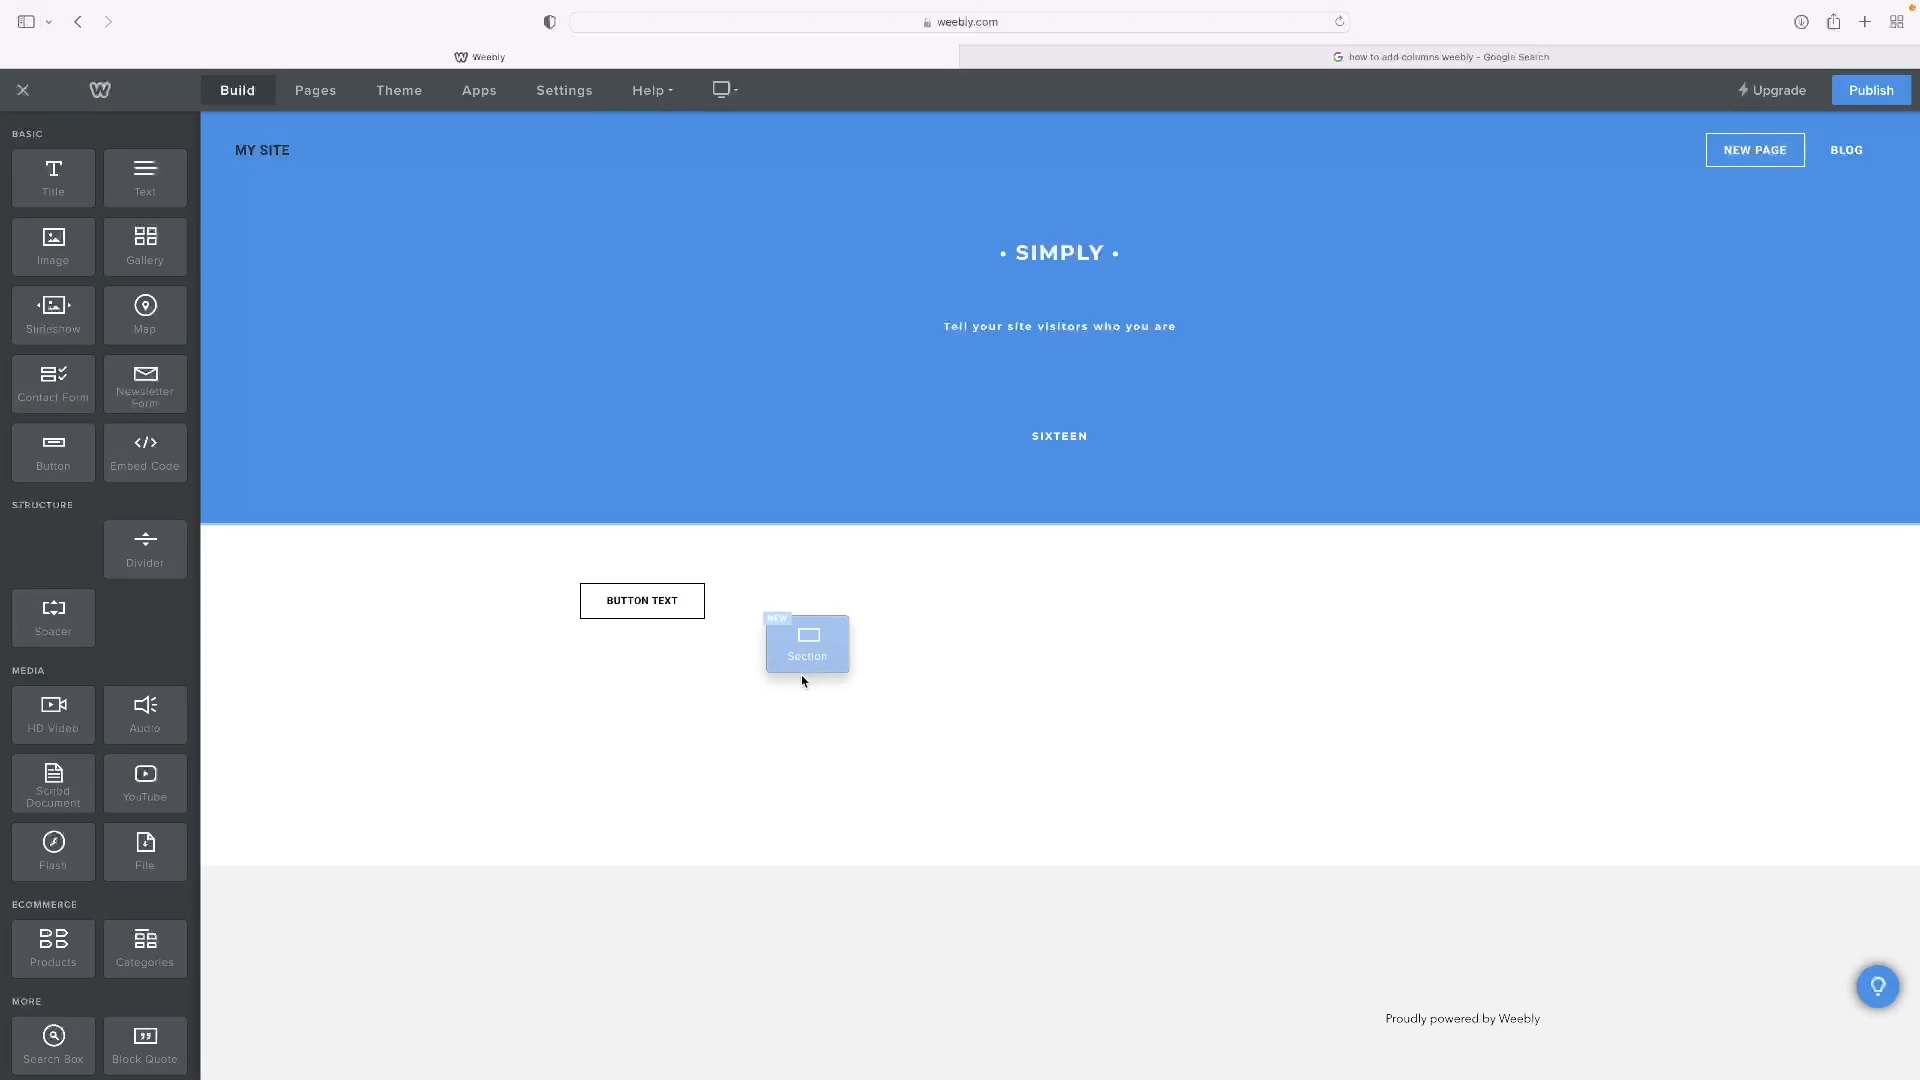 weebly.com
Weebly
how to add columns weebly - Google Search
Build
Pages
Theme
Apps
Settings
Help
Upgrade
Publish
BASIC
Title
Text
Image
Gallery
Slideshow
Map
Contact Form
Newsletter
Form
Button
Embed Code
STRUCTURE
Divider
Spacer
MEDIA
HD Video
Audio
Scribd
Document
YouTube
Flash
File
ECOMMERCE
Products
Categories
MORE
Search Box
Block Quote
MY SITE
NEW PAGE
BLOG
• SIMPLY •
Tell your site visitors who you are
SIXTEEN
BUTTON TEXT
NEW
Section
Proudly powered by Weebly